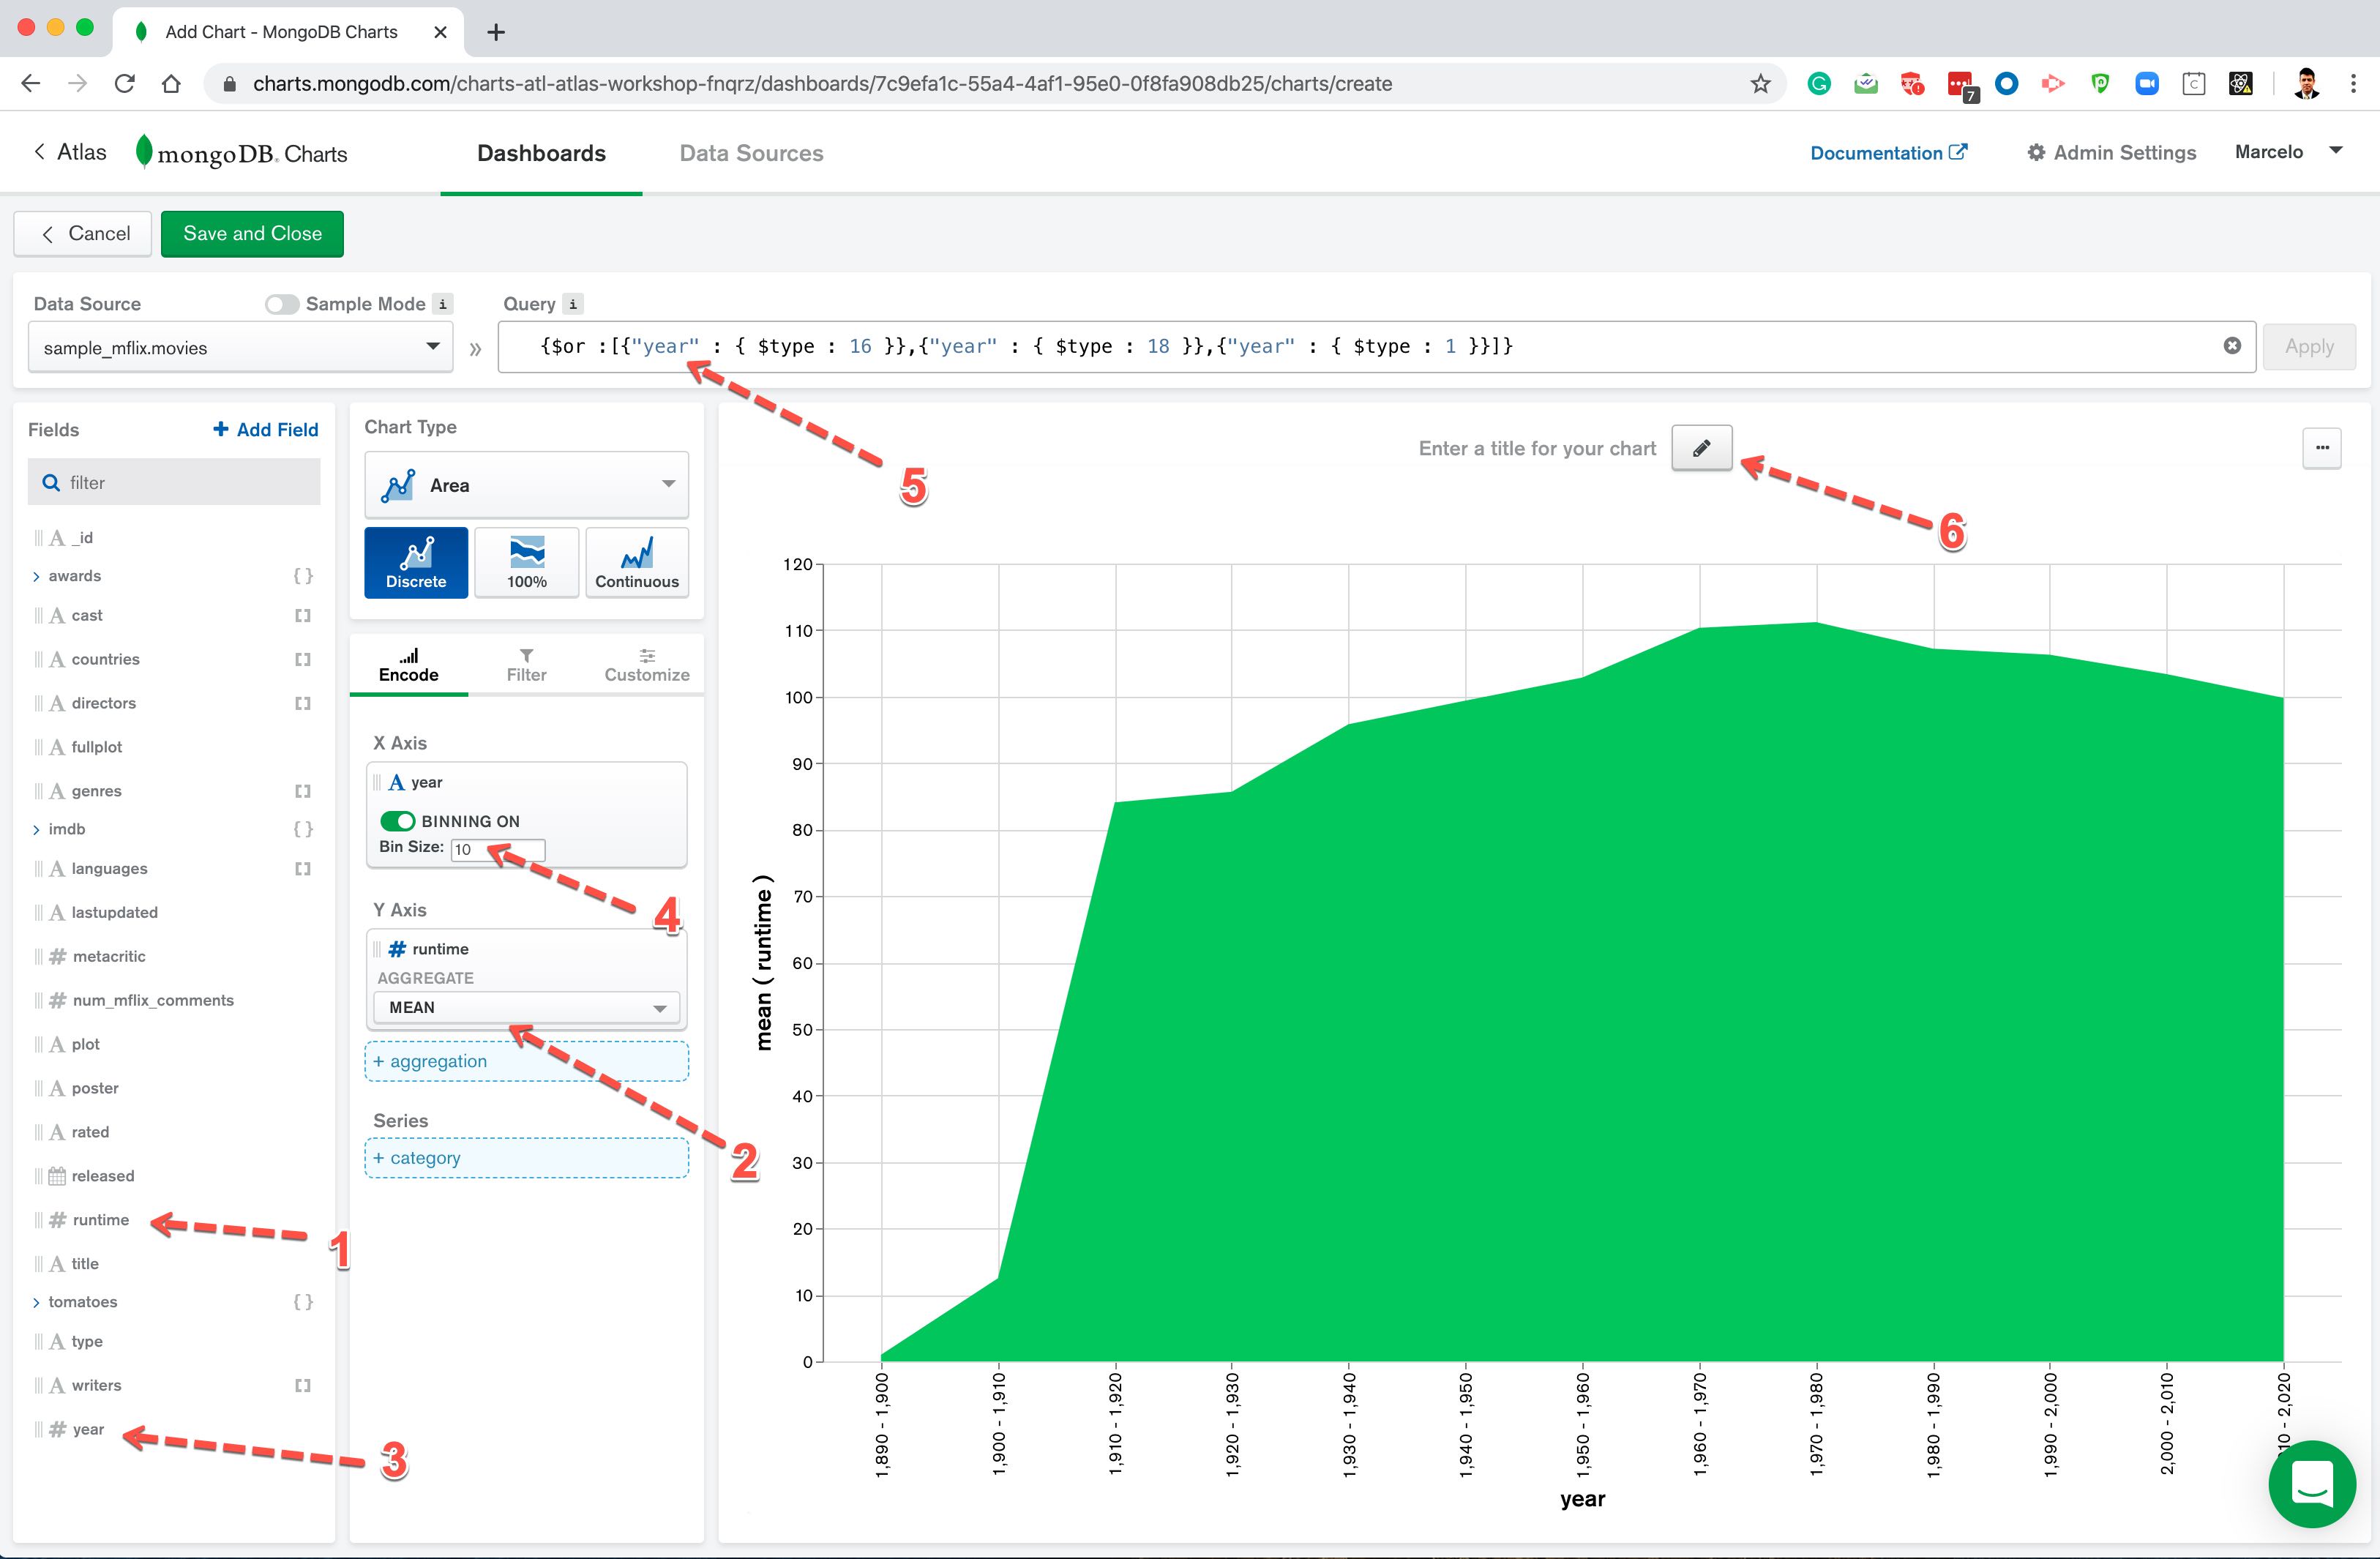 Add Chart - MongoDB Charts
charts.mongodb.com/charts-atl-atlas-workshop-fnqrz/dashboards/7c9efa1c-55a4-4af1-95e0-0f8fa908db25/charts/create
7
C
Atlas
mongoDB. Charts
Dashboards
Data Sources
Documentation
Admin Settings
Marcelo
Cancel
Save and Close
Data Source
Sample Mode i
Query i
sample_mflix.movies
»
{$or :[{"year" : { $type : 16 }},{"year" : { $type : 18 }},{"year" : { $type : 1 }}]}
Apply
5
6
Fields
+ Add Field
filter
A _id
awards { }
A cast [ ]
A countries [ ]
A directors [ ]
A fullplot
A genres [ ]
imdb { }
A languages [ ]
A lastupdated
# metacritic
# num_mflix_comments
A plot
A poster
A rated
released
# runtime
1
A title
tomatoes { }
A type
A writers [ ]
# year
3
Chart Type
Area
Discrete
100%
Continuous
Encode
Filter
Customize
X Axis
A year
BINNING ON
Bin Size: 10
4
Y Axis
# runtime
AGGREGATE
MEAN
2
+ aggregation
Series
+ category
Enter a title for your chart
...
mean ( runtime )
120
110
100
90
80
70
60
50
40
30
20
10
0
1,890 - 1,900
1,900 - 1,910
1,910 - 1,920
1,920 - 1,930
1,930 - 1,940
1,940 - 1,950
1,950 - 1,960
1,960 - 1,970
1,970 - 1,980
1,980 - 1,990
1,990 - 2,000
2,000 - 2,010
10 - 2,020
year